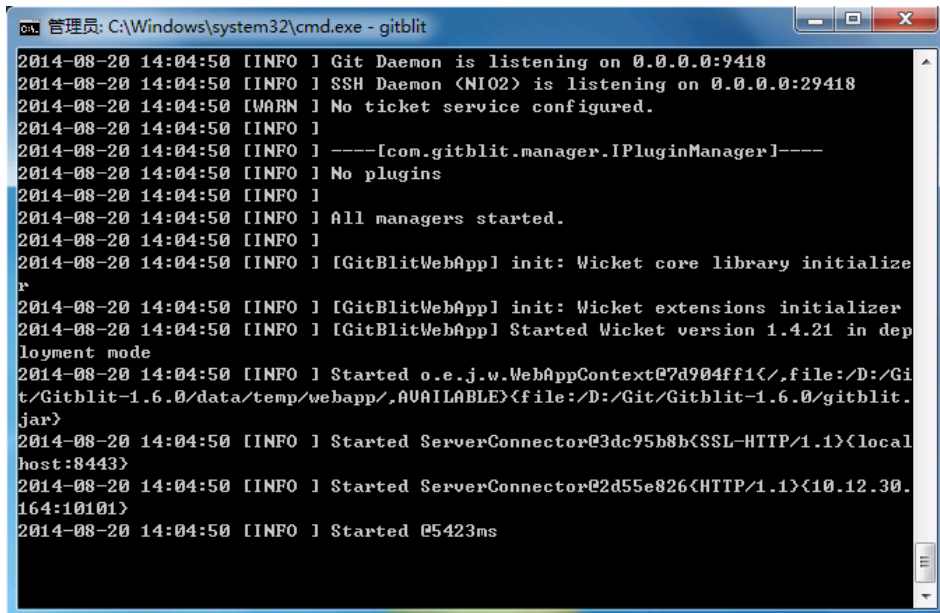 管理员: C:\Windows\system32\cmd.exe - gitblit
2014-08-20 14:04:50 [INFO ] Git Daemon is listening on 0.0.0.0:9418
2014-08-20 14:04:50 [INFO ] SSH Daemon (NIO2) is listening on 0.0.0.0:29418
2014-08-20 14:04:50 [WARN ] No ticket service configured.
2014-08-20 14:04:50 [INFO ]
2014-08-20 14:04:50 [INFO ] ----[com.gitblit.manager.IPluginManager]----
2014-08-20 14:04:50 [INFO ] No plugins
2014-08-20 14:04:50 [INFO ]
2014-08-20 14:04:50 [INFO ] All managers started.
2014-08-20 14:04:50 [INFO ]
2014-08-20 14:04:50 [INFO ] [GitBlitWebApp] init: Wicket core library initialize
r
2014-08-20 14:04:50 [INFO ] [GitBlitWebApp] init: Wicket extensions initializer
2014-08-20 14:04:50 [INFO ] [GitBlitWebApp] Started Wicket version 1.4.21 in dep
loyment mode
2014-08-20 14:04:50 [INFO ] Started o.e.j.w.WebAppContext@7d904ff1{/,file:/D:/Gi
t/Gitblit-1.6.0/data/temp/webapp/,AVAILABLE}{file:/D:/Git/Gitblit-1.6.0/gitblit.
jar}
2014-08-20 14:04:50 [INFO ] Started ServerConnector@3dc95b8b{SSL-HTTP/1.1}{local
host:8443}
2014-08-20 14:04:50 [INFO ] Started ServerConnector@2d55e826{HTTP/1.1}{10.12.30.
164:10101}
2014-08-20 14:04:50 [INFO ] Started @5423ms